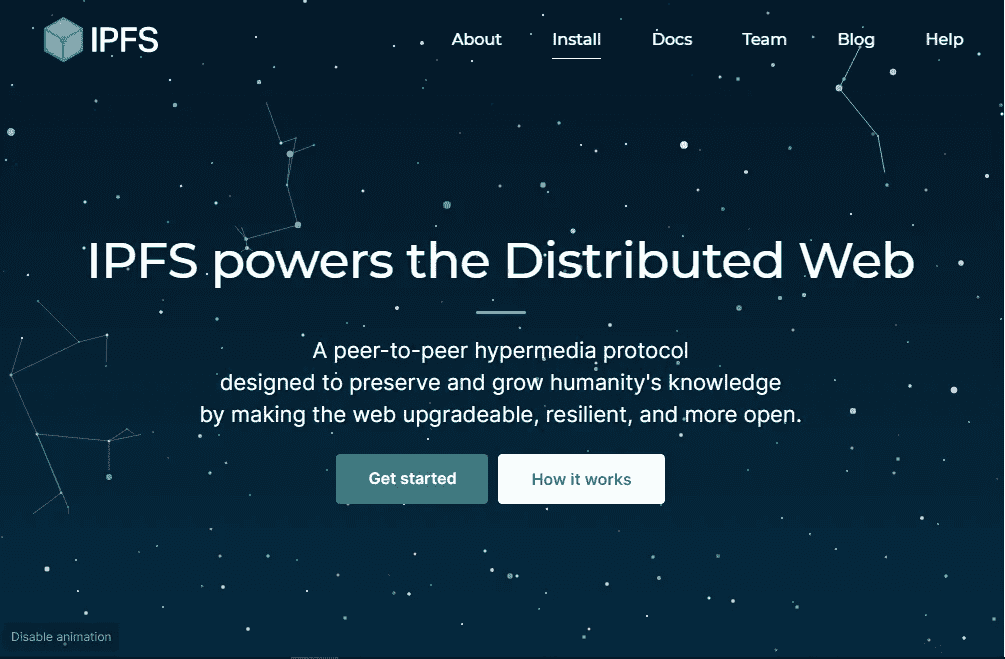 IPFS
About
Install
Docs
Team
Blog
Help
IPFS powers the Distributed Web
A peer-to-peer hypermedia protocol
designed to preserve and grow humanity's knowledge
by making the web upgradeable, resilient, and more open.
Get started
How it works
Disable animation